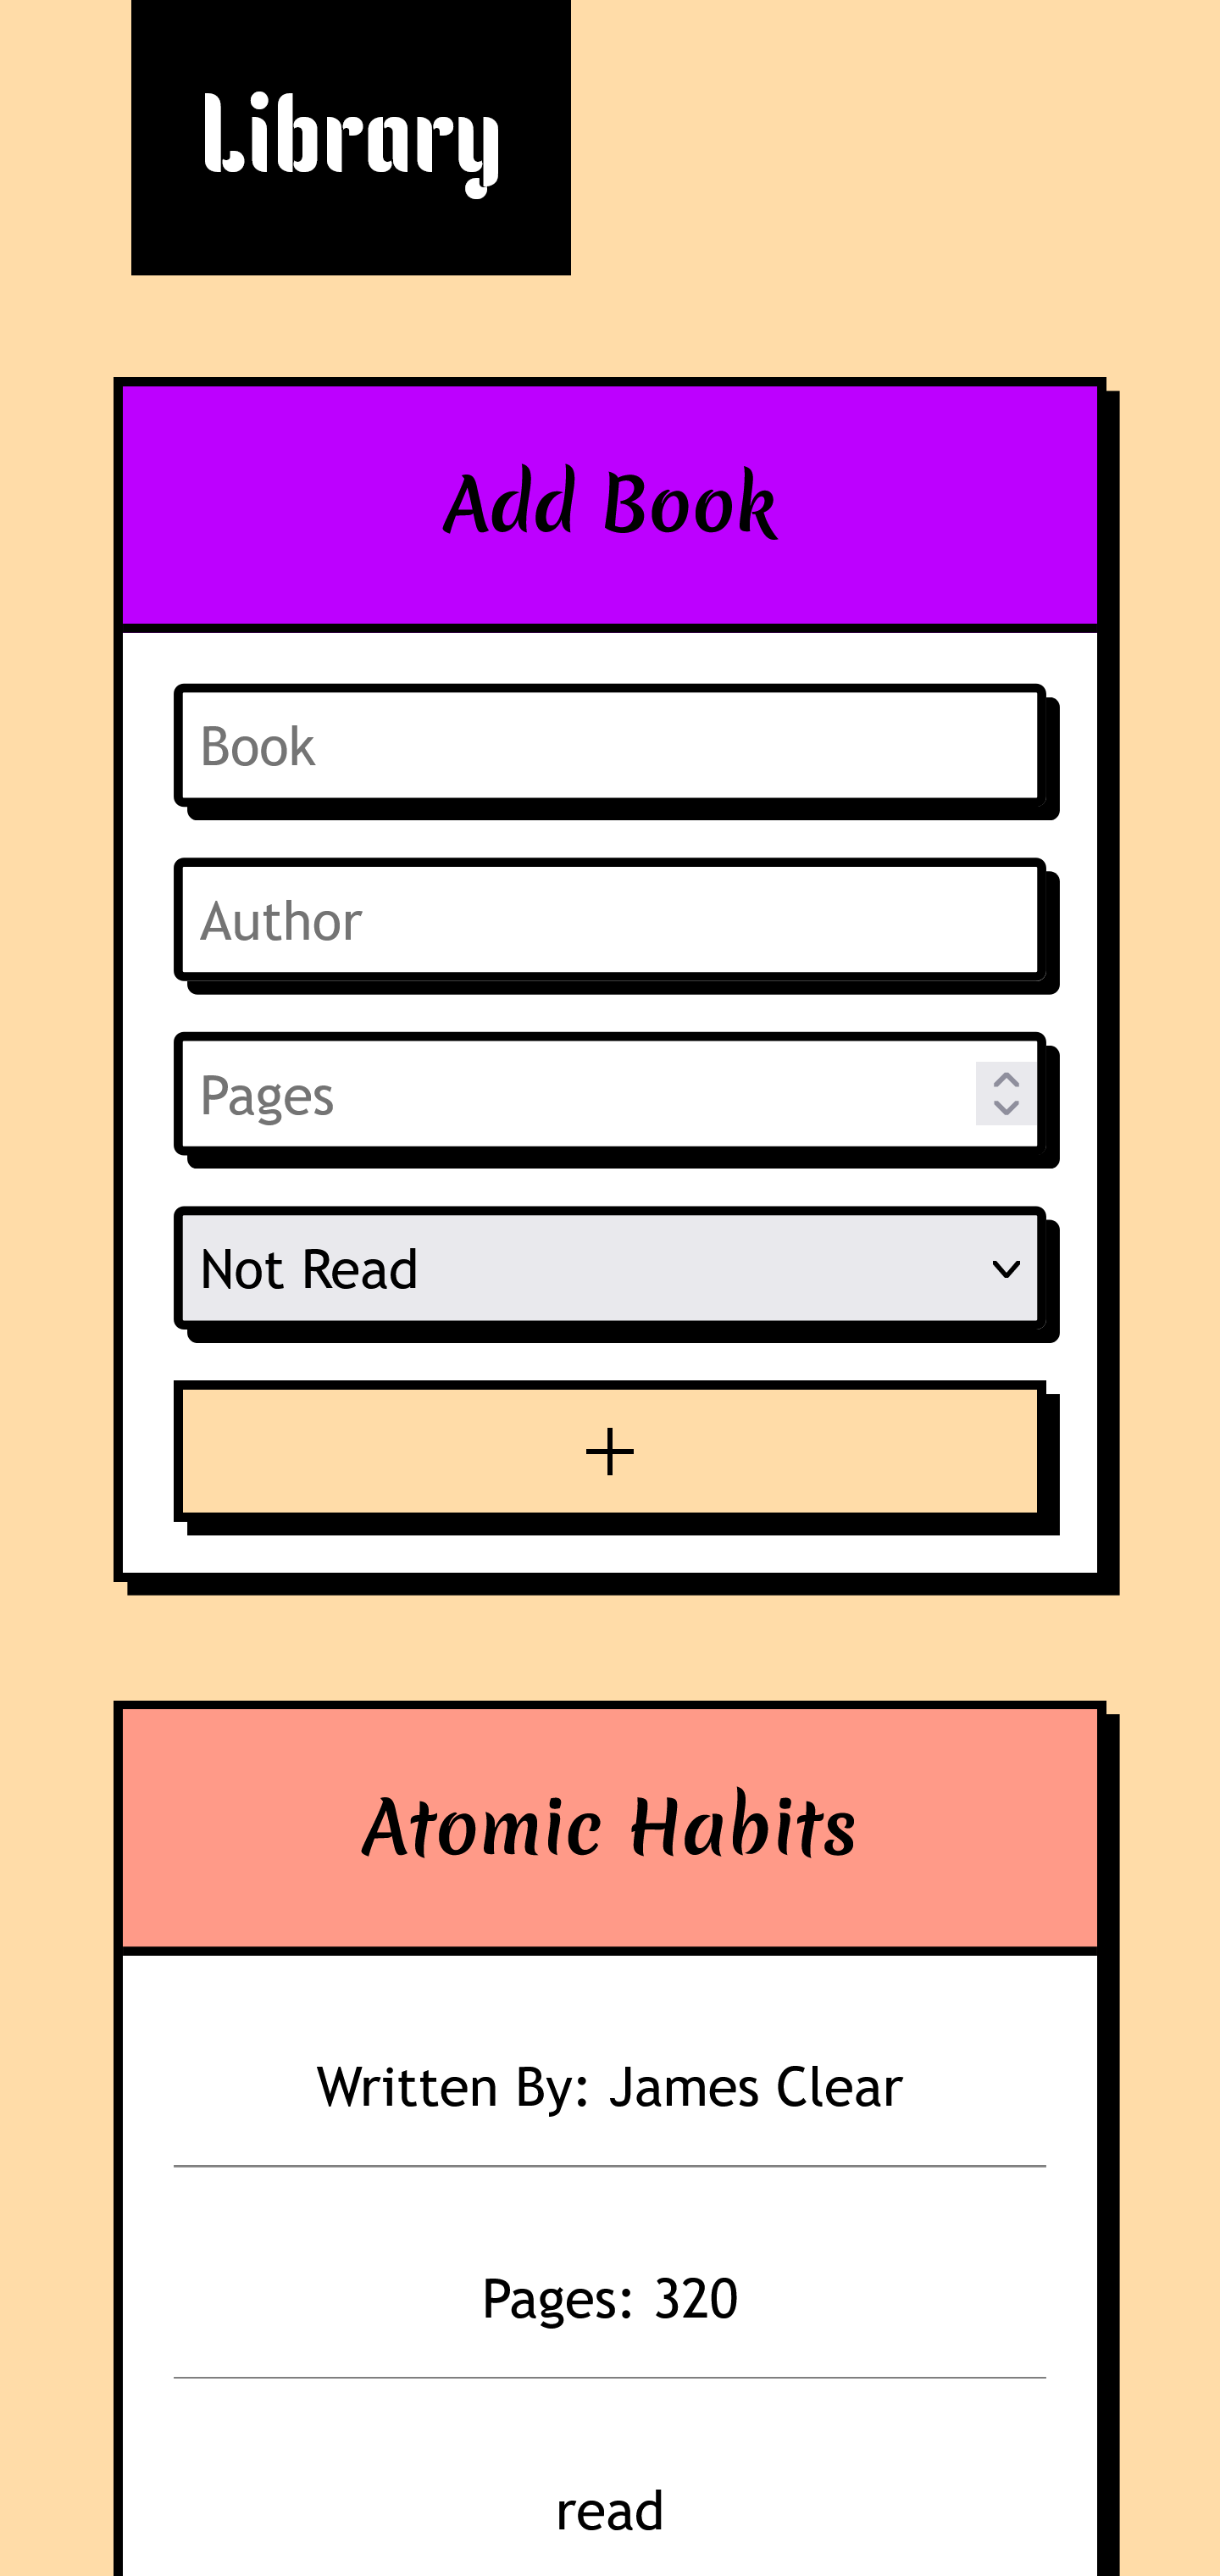 Library
Add Book
Book
Author
Pages
Not Read
+
Atomic Habits
Written By: James Clear
Pages: 320
read